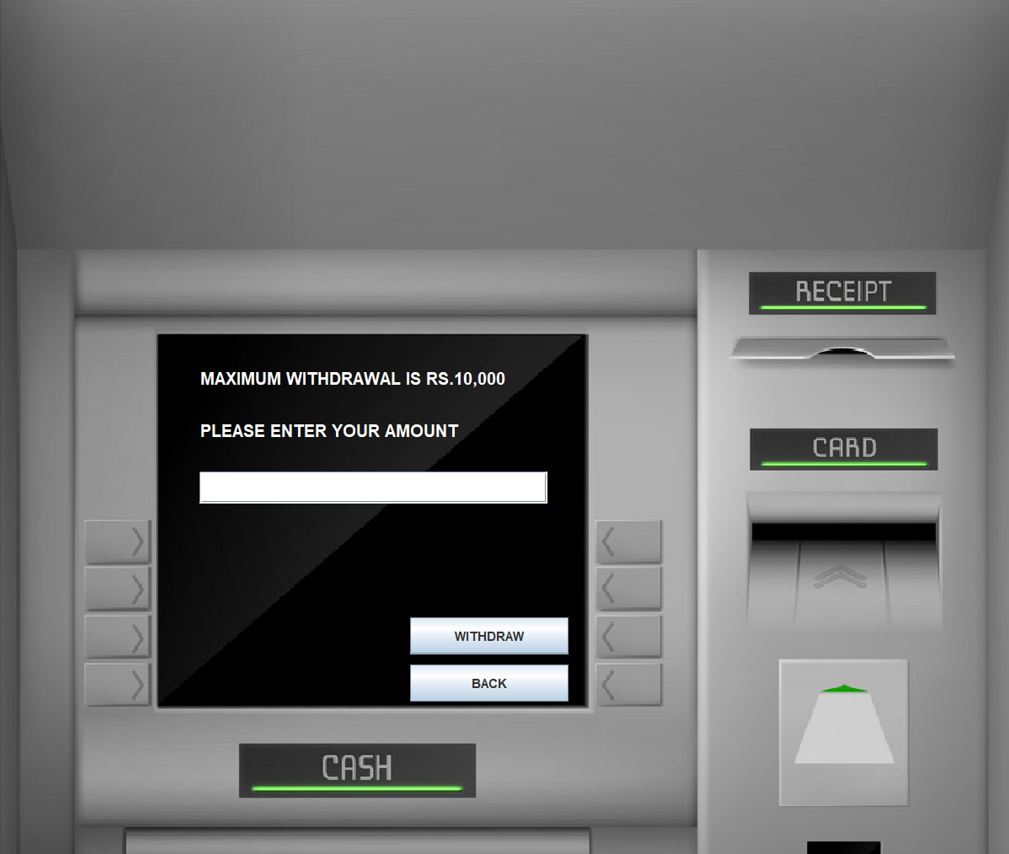 RECEIPT
MAXIMUM WITHDRAWAL IS RS.10,000
PLEASE ENTER YOUR AMOUNT
CARD
WITHDRAW
BACK
CASH